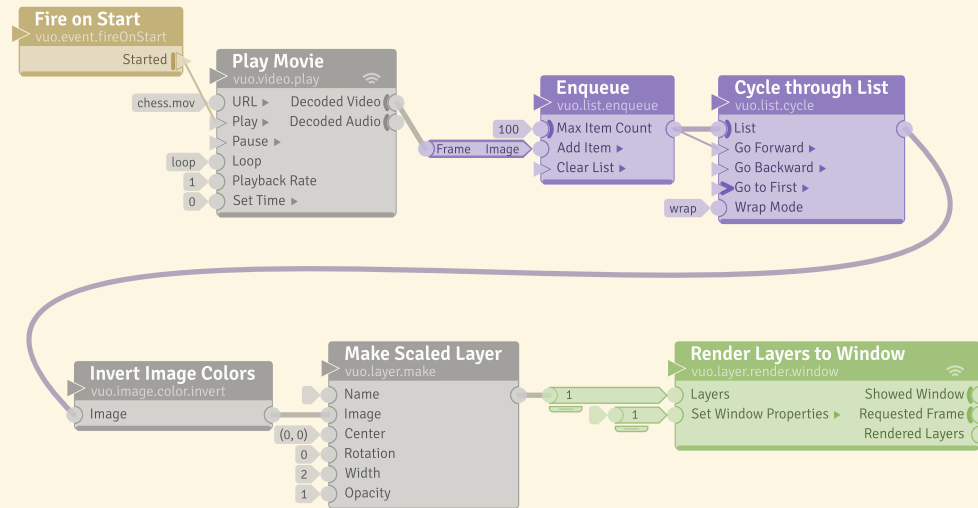 Fire on Start
vuo.event.fireOnStart
Started
Play Movie
vuo.video.play
chess.mov
URL
Decoded Video
Play
Decoded Audio
Pause
loop
Loop
1
Playback Rate
0
Set Time
Frame
Image
Enqueue
vuo.list.enqueue
100
Max Item Count
Add Item
Clear List
Cycle through List
vuo.list.cycle
List
Go Forward
Go Backward
Go to First
wrap
Wrap Mode
Invert Image Colors
vuo.image.color.invert
Image
Make Scaled Layer
vuo.layer.make
Name
Image
(0, 0)
Center
0
Rotation
2
Width
1
Opacity
1
1
Render Layers to Window
vuo.layer.render.window
Layers
Showed Window
Set Window Properties
Requested Frame
Rendered Layers